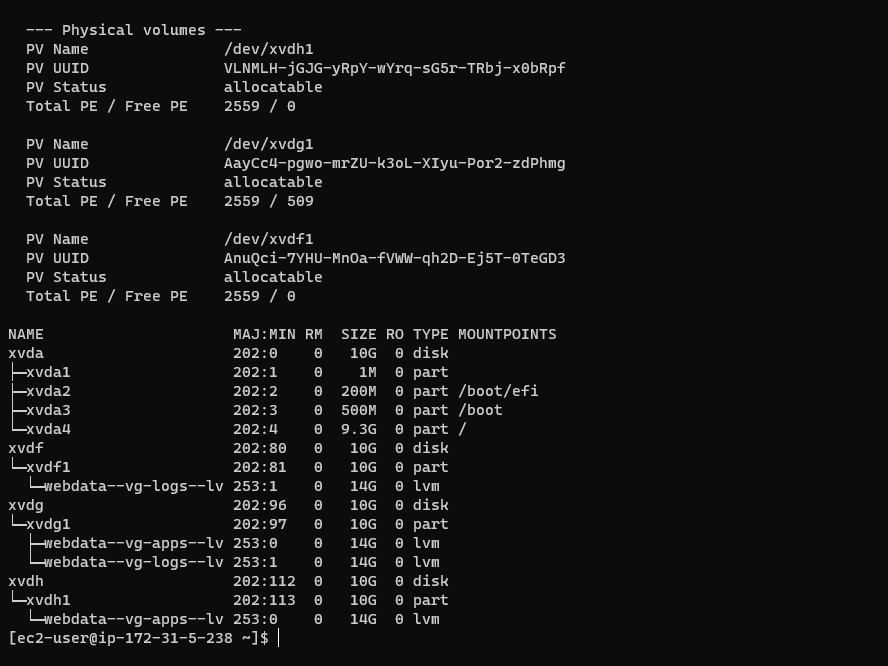 --- Physical volumes ---
PV Name               /dev/xvdh1
PV UUID               VLNMLH-jGJG-yRpY-wYrq-sG5r-TRbj-x0bRpf
PV Status             allocatable
Total PE / Free PE    2559 / 0

PV Name               /dev/xvdg1
PV UUID               AayCc4-pgwo-mrZU-k3oL-XIyu-Por2-zdPhmg
PV Status             allocatable
Total PE / Free PE    2559 / 509

PV Name               /dev/xvdf1
PV UUID               AnuQci-7YHU-MnOa-fVWW-qh2D-Ej5T-0TeGD3
PV Status             allocatable
Total PE / Free PE    2559 / 0

NAME                     MAJ:MIN RM  SIZE RO TYPE MOUNTPOINTS
xvda                     202:0    0   10G  0 disk
├─xvda1                  202:1    0    1M  0 part
├─xvda2                  202:2    0  200M  0 part /boot/efi
├─xvda3                  202:3    0  500M  0 part /boot
└─xvda4                  202:4    0  9.3G  0 part /
xvdf                     202:80   0   10G  0 disk
└─xvdf1                  202:81   0   10G  0 part
  └─webdata--vg-logs--lv 253:1    0   14G  0 lvm
xvdg                     202:96   0   10G  0 disk
└─xvdg1                  202:97   0   10G  0 part
  ├─webdata--vg-apps--lv 253:0    0   14G  0 lvm
  └─webdata--vg-logs--lv 253:1    0   14G  0 lvm
xvdh                     202:112  0   10G  0 disk
└─xvdh1                  202:113  0   10G  0 part
  └─webdata--vg-apps--lv 253:0    0   14G  0 lvm
[ec2-user@ip-172-31-5-238 ~]$